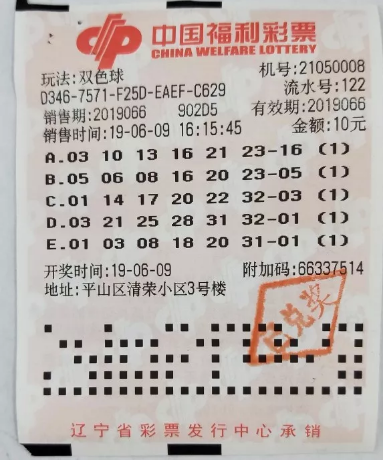 中国福利彩票
CHINA WELFARE LOTTERY
玩法:双色球 机号:21050008
D346-7571-F25D-EAEF-C629 流水号:122
销售期:2019066 902D5 有效期:2019066
销售时间:19-06-09 16:15:45 金额:10元
A.03 10 13 16 21 23-16 (1)
B.05 06 08 16 20 23-05 (1)
C.01 14 17 20 22 32-03 (1)
D.03 21 25 28 31 32-01 (1)
E.01 03 08 18 20 31-01 (1)
开奖时间:19-06-09 附加码:66337514
地址:平山区清荣小区3号楼
已兑奖
辽宁省彩票发行中心承销